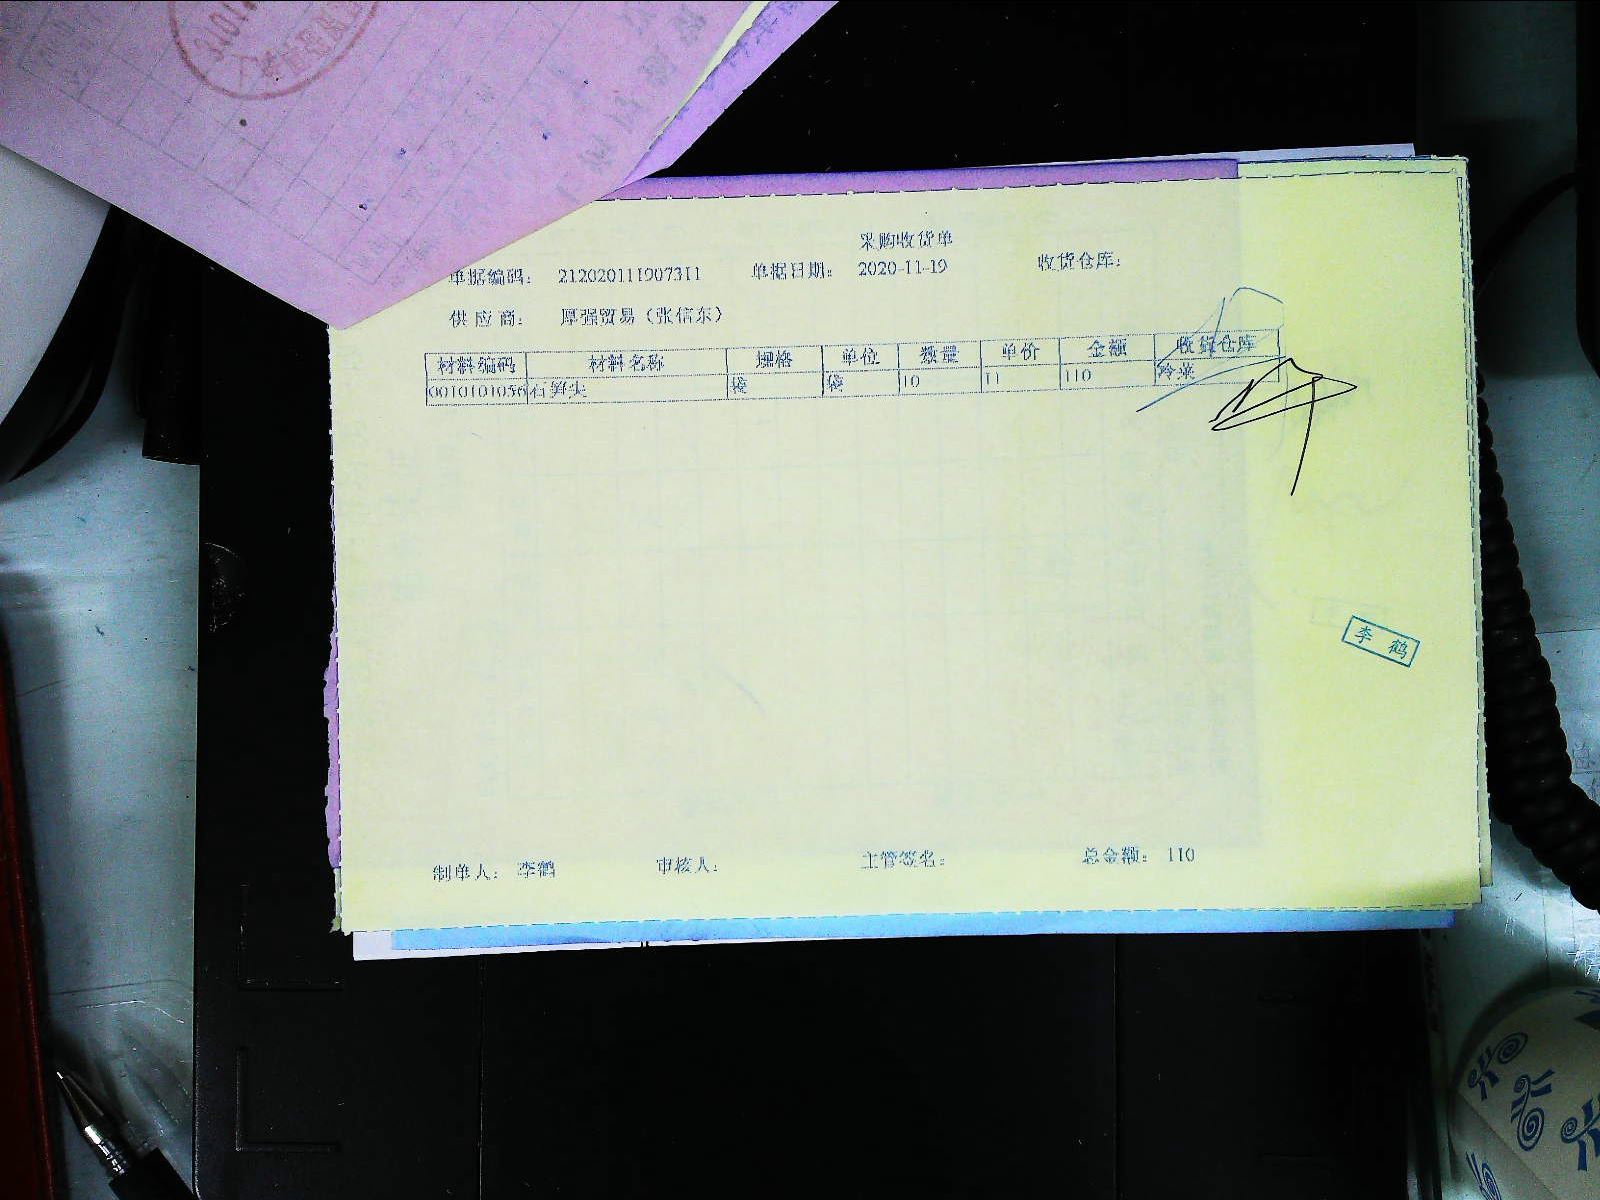 采购收货单
单据编码： 212020111907311 单据日期： 2020-11-19 收货仓库：
供应商： 厚强贸易（张信东）
材料编码 材料名称 规格 单位 数量 单价 金额 收货仓库
0010101056 石笋尖 袋 袋 10 11 110 冷菜
李鹤
制单人： 李鹤 审核人： 主管签名： 总金额： 110